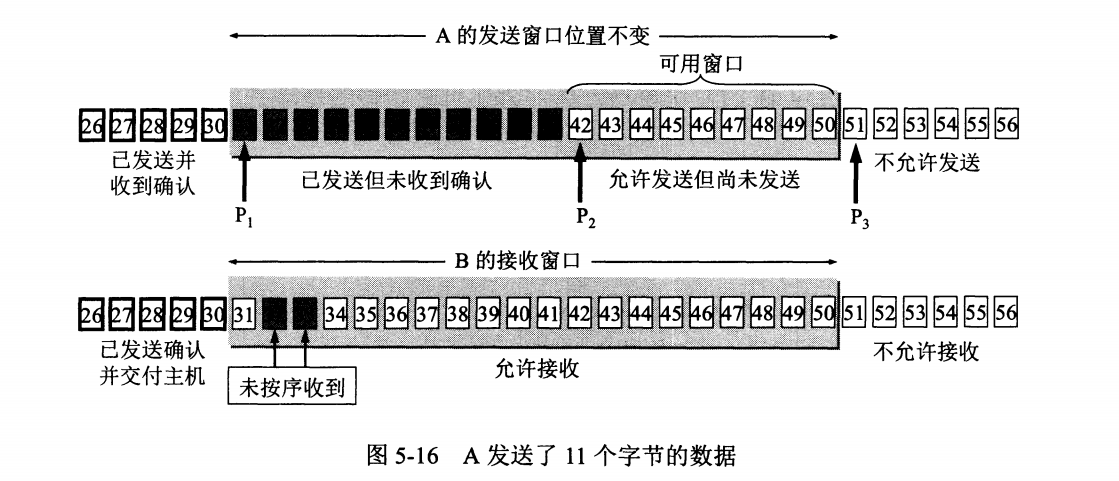 A 的发送窗口位置不变
可用窗口
26 27 28 29 30 42 43 44 45 46 47 48 49 50 51 52 53 54 55 56
已发送并
收到确认
已发送但未收到确认
允许发送但尚未发送
不允许发送
P1
P2
P3
B 的接收窗口
26 27 28 29 30 31 34 35 36 37 38 39 40 41 42 43 44 45 46 47 48 49 50 51 52 53 54 55 56
已发送确认
并交付主机
未按序收到
允许接收
不允许接收
图 5-16 A 发送了 11 个字节的数据